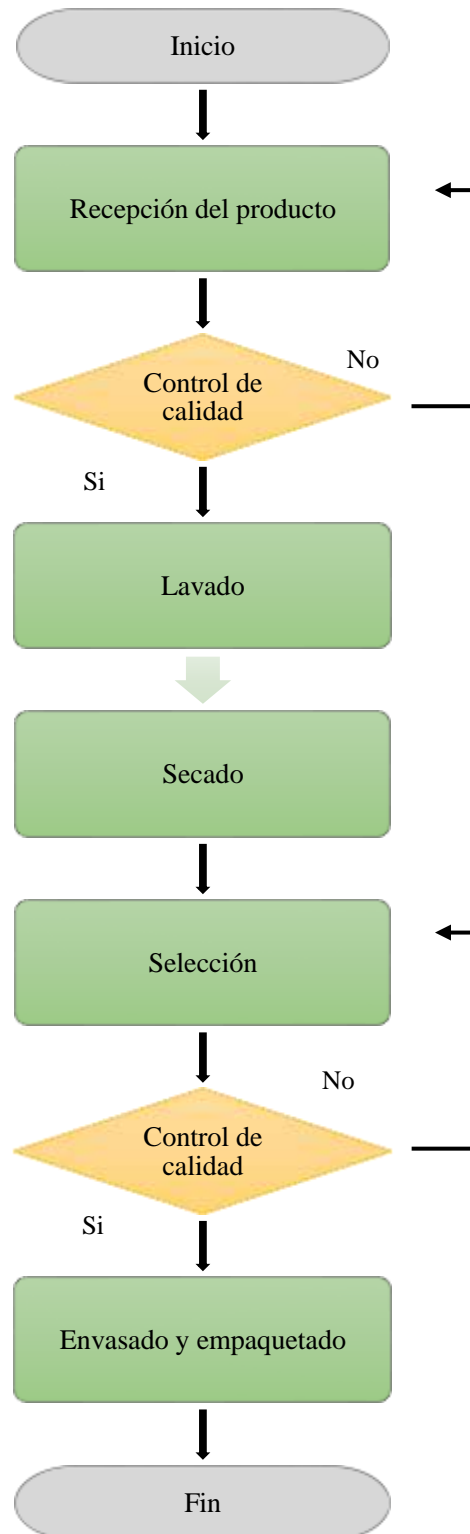 Inicio
Recepción del producto
No
Control de
calidad
Si
Lavado
Secado
Selección
No
Control de
calidad
Si
Envasado y empaquetado
Fin